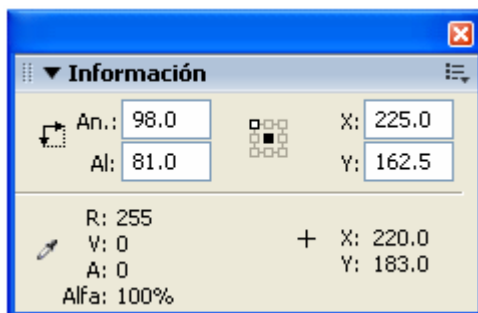 Información
An.: 98.0 X: 225.0
Al: 81.0 Y: 162.5
R: 255
V: 0 X: 220.0
A: 0 Y: 183.0
Alfa: 100%